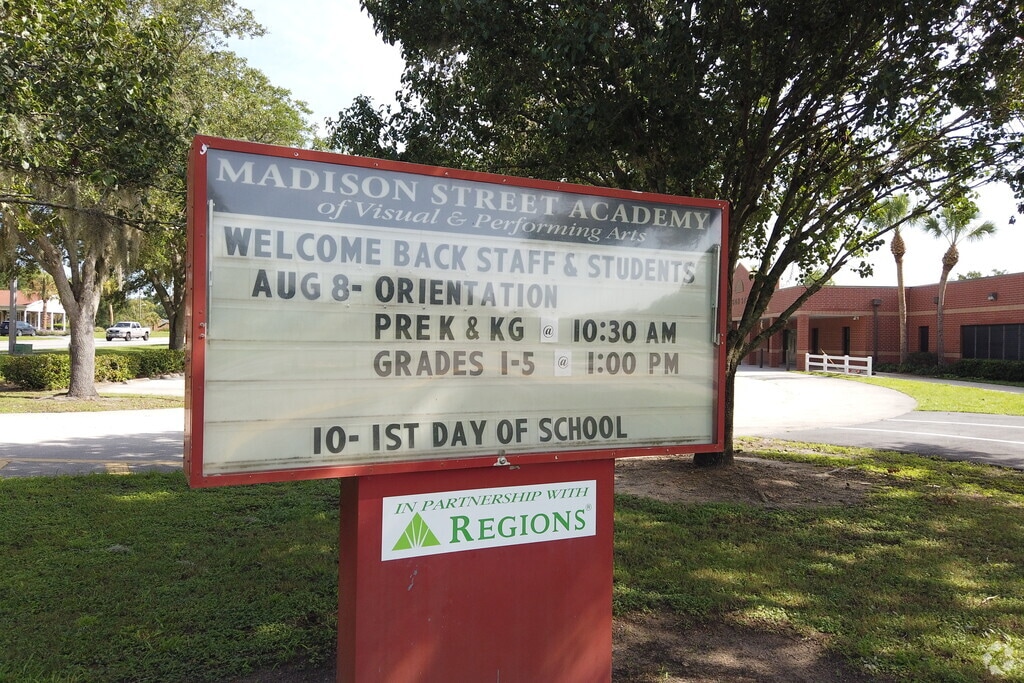 MADISON STREET ACADEMY
of Visual & Performing Arts
WELCOME BACK STAFF & STUDENTS
AUG 8- ORIENTATION
PRE K & KG @ 10:30 AM
GRADES 1-5 @ 1:00 PM
10- 1ST DAY OF SCHOOL
IN PARTNERSHIP WITH
REGIONS®